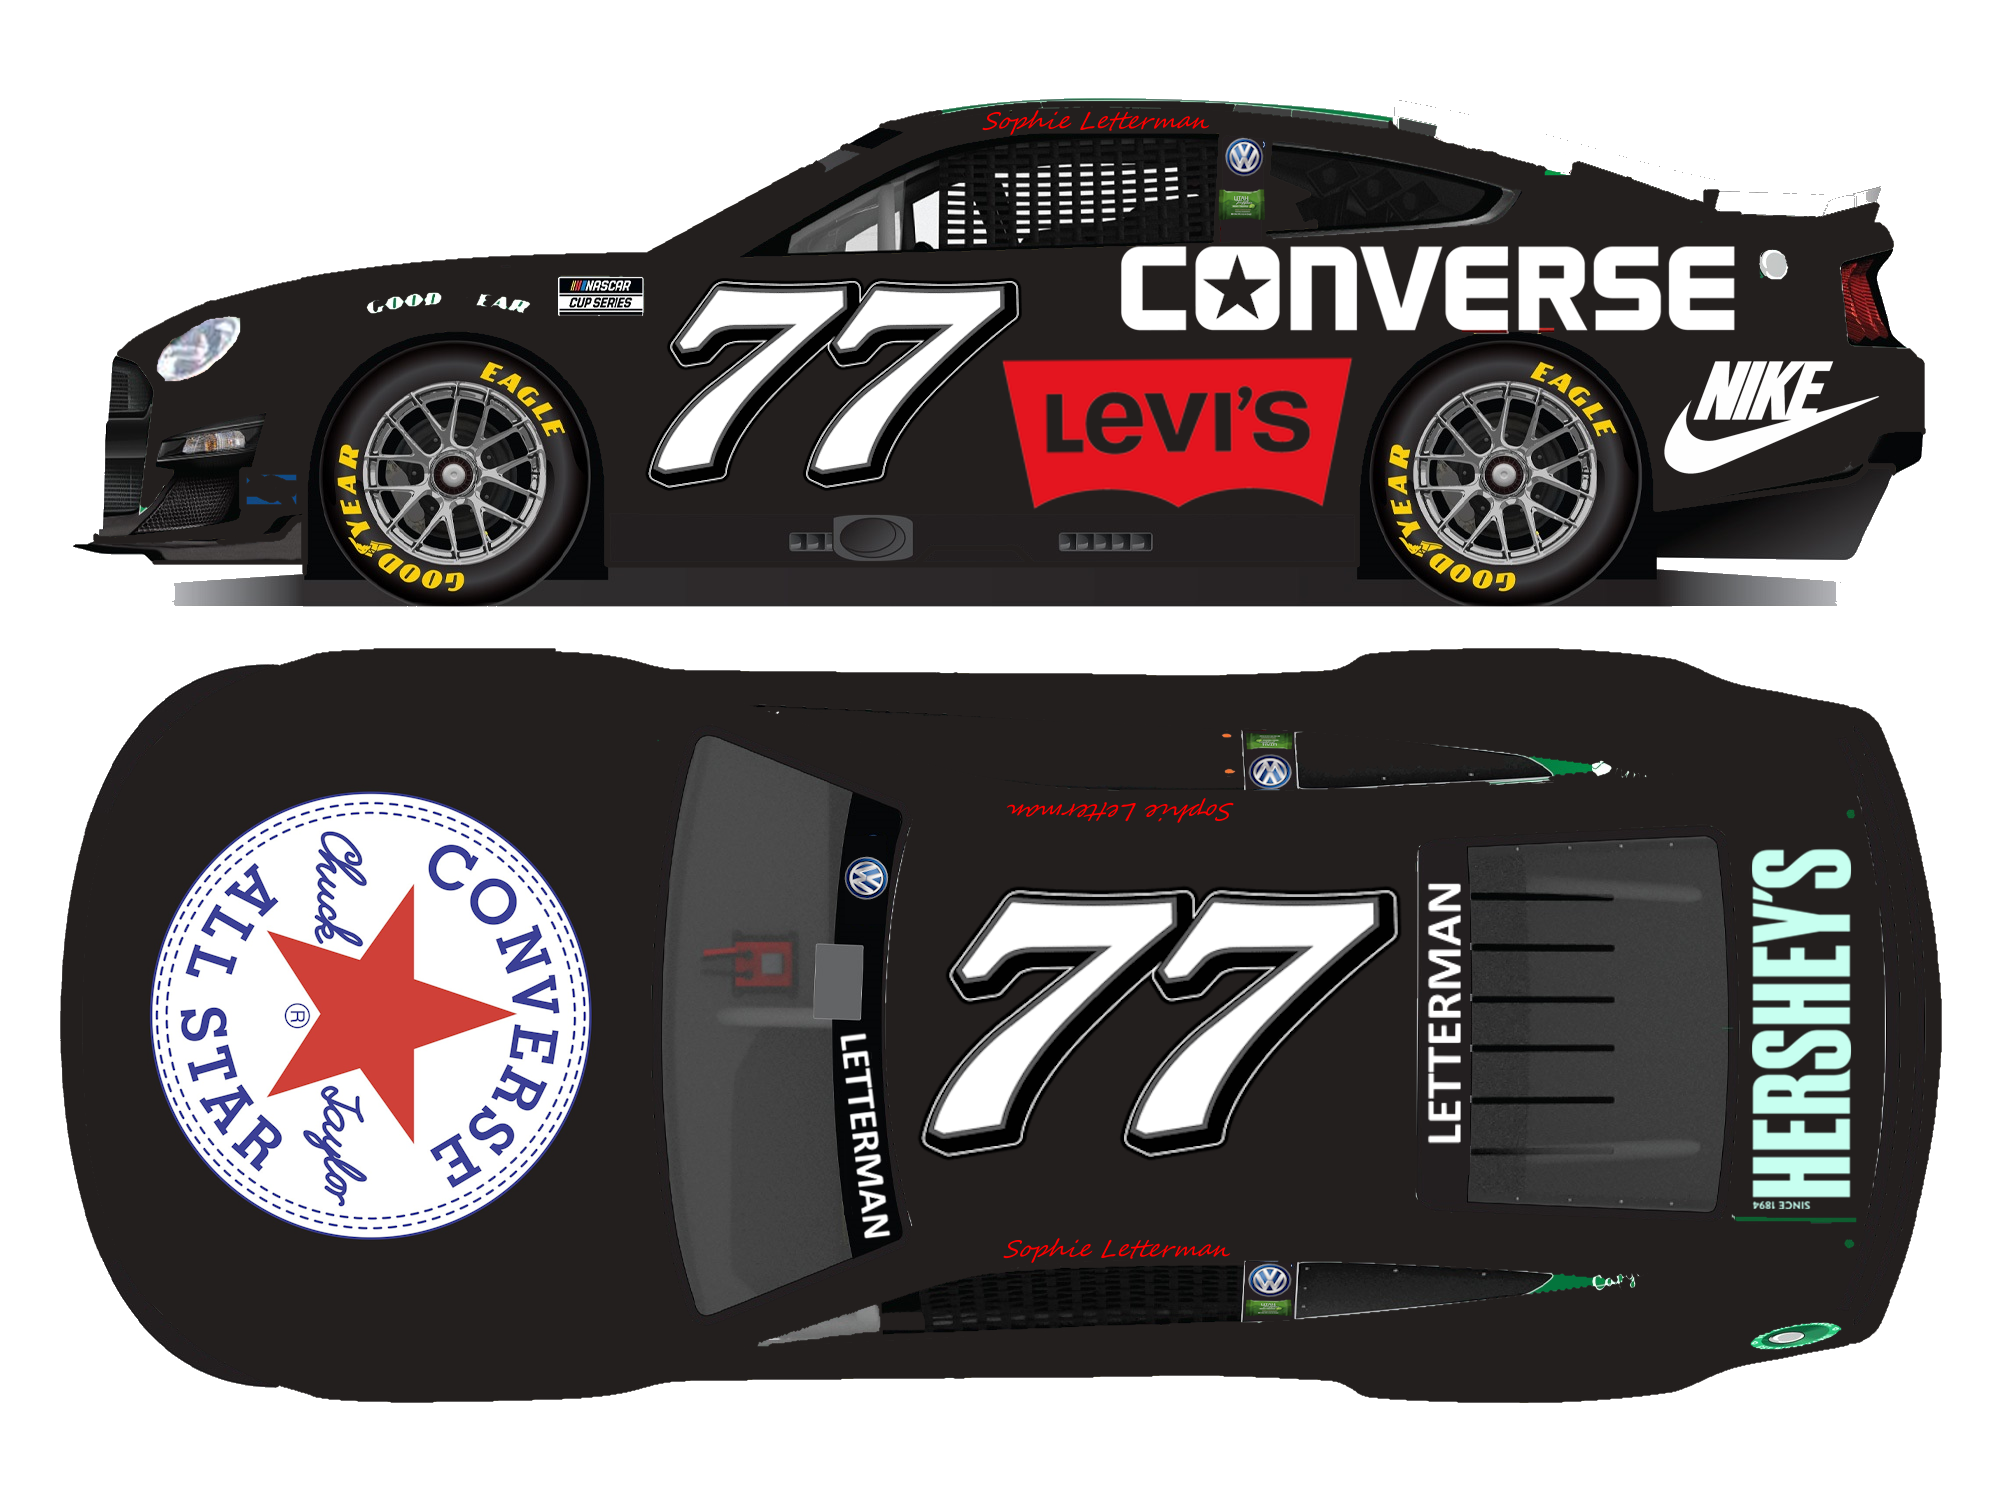 Sophie Letterman
CONVERSE
GOOD EAR
NASCAR
CUP SERIES
77
LEVI'S
NIKE
EAGLE
GOODYEAR
EAGLE
GOODYEAR
Sophie Letterman
CONVERSE
Chuck Taylor
®
ALL STAR
LETTERMAN
77
LETTERMAN
HERSHEY'S
SINCE 1894
Sophie Letterman